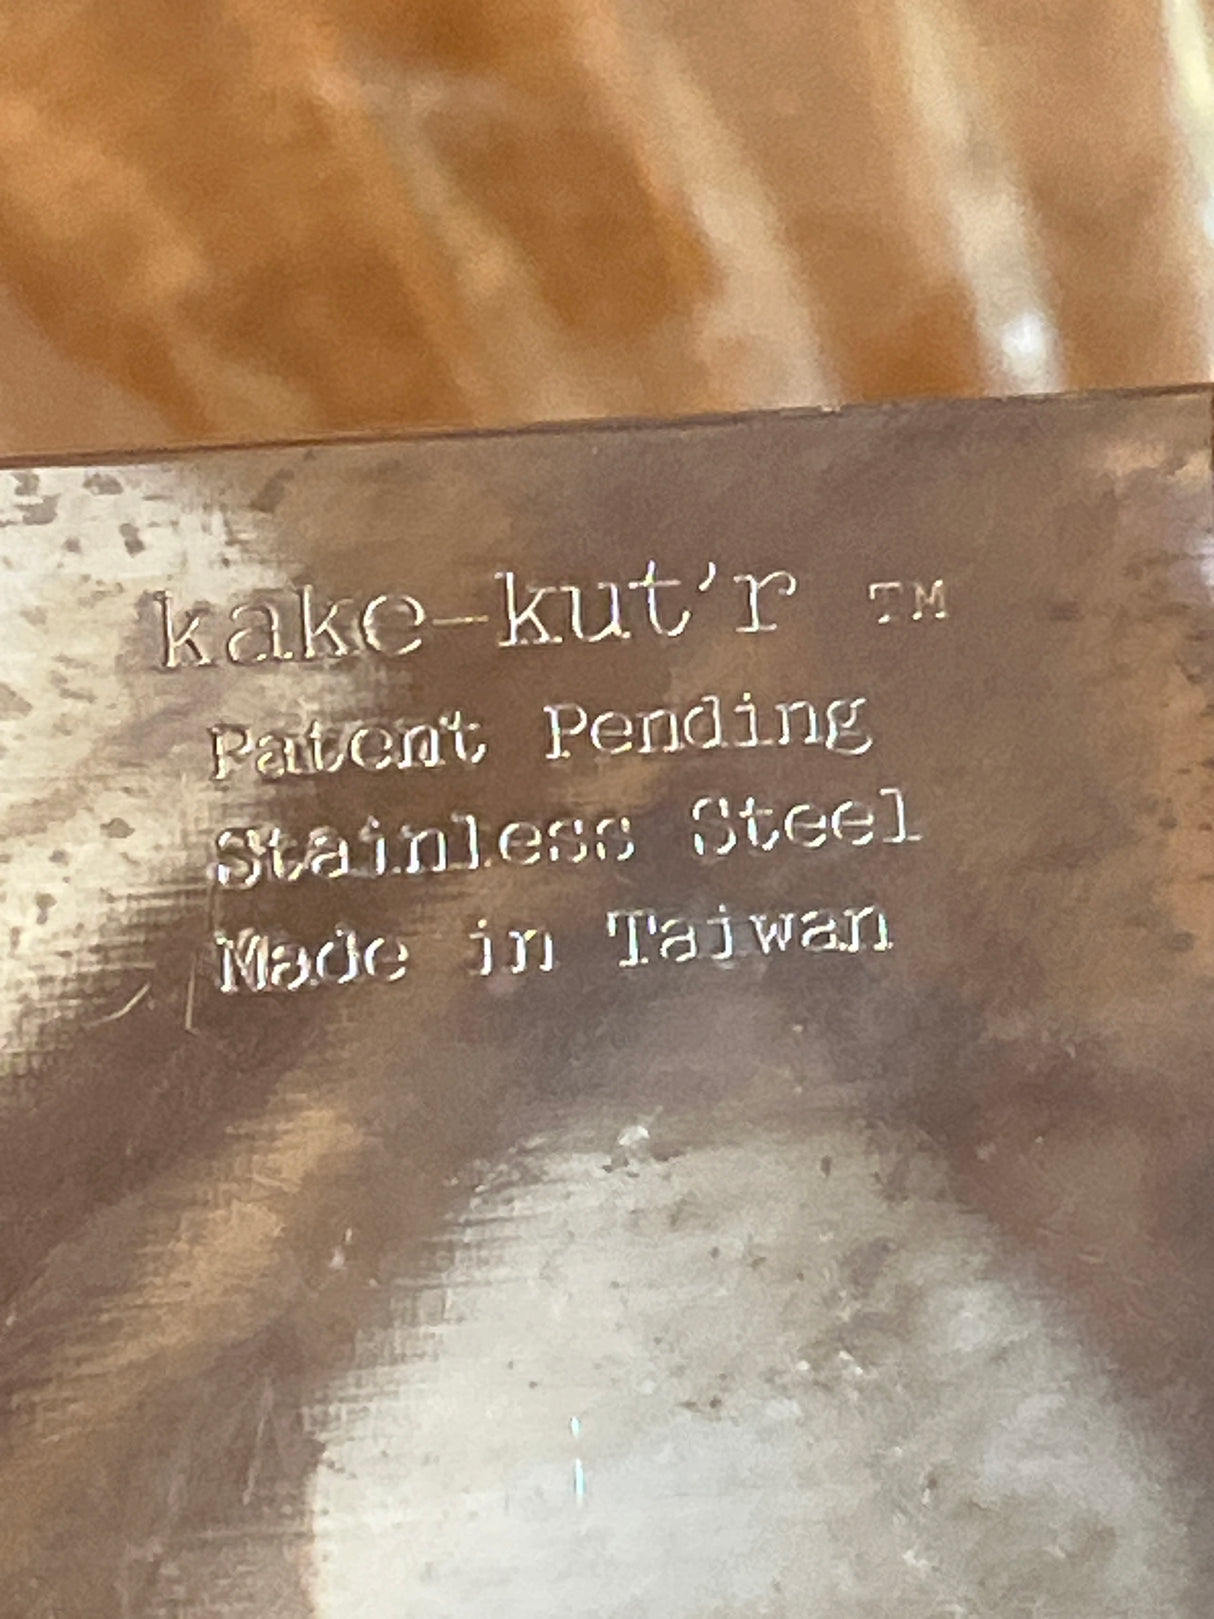 kake-kut'r ™
Patent Pending
Stainless Steel
Made in Taiwan